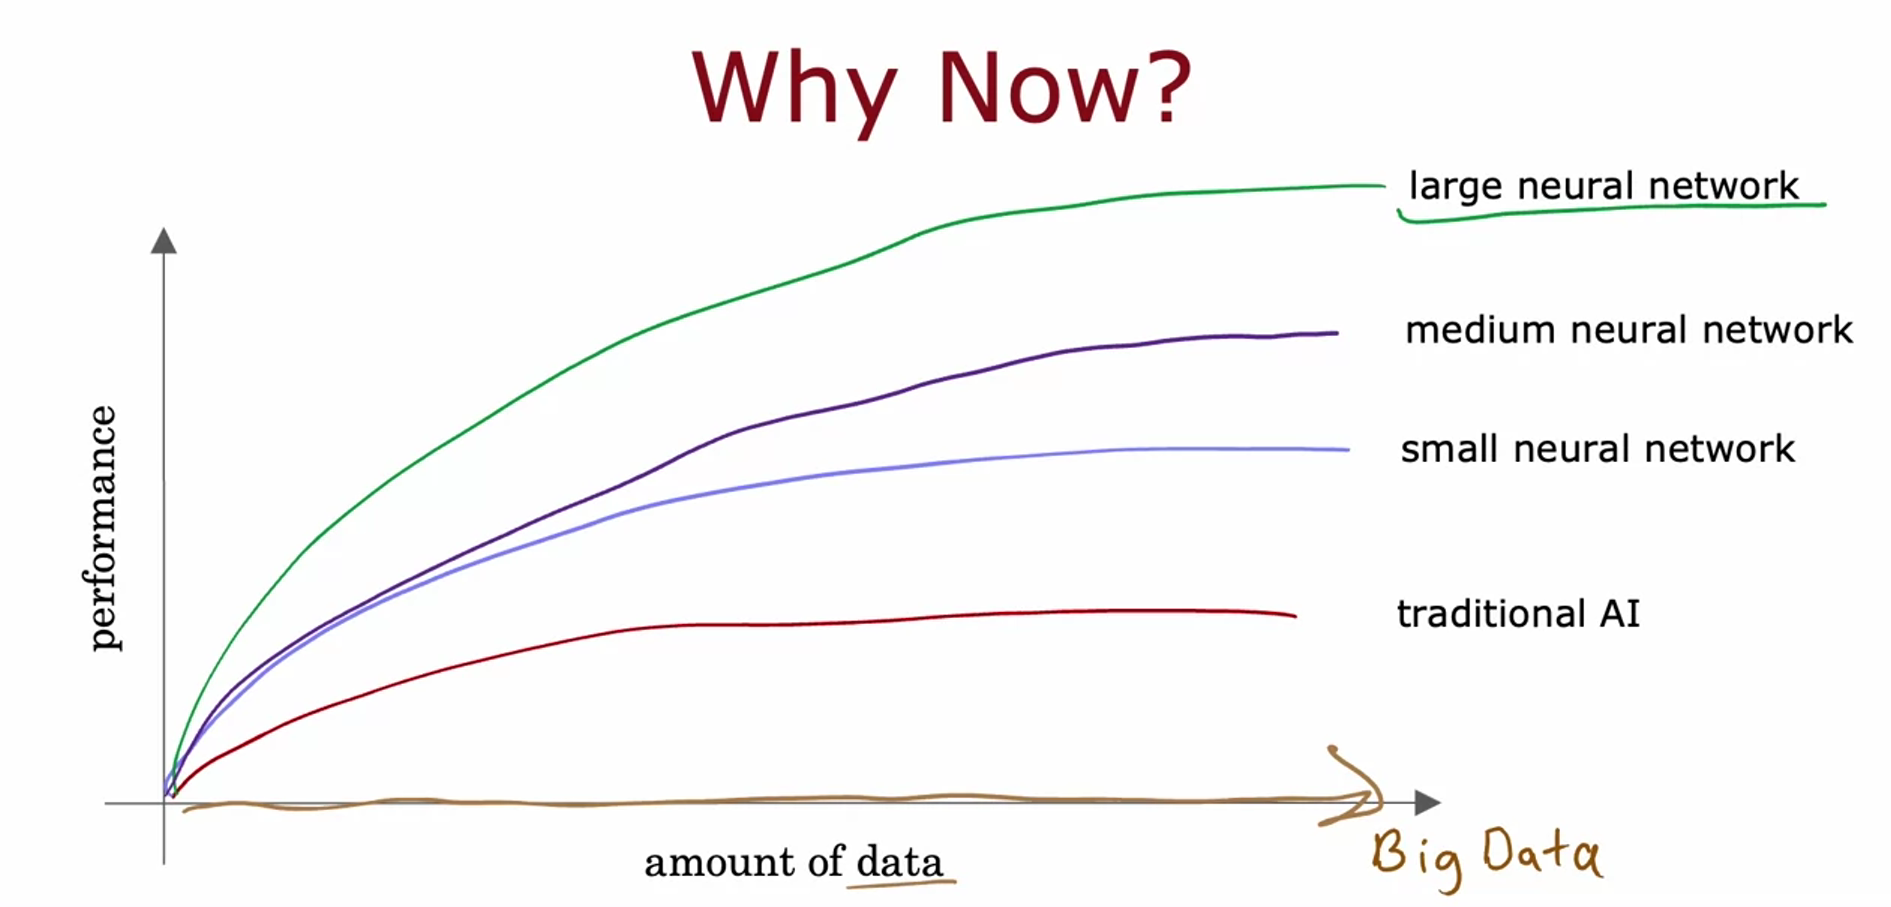 Why Now?
large neural network
medium neural network
small neural network
traditional AI
performance
amount of data
Big Data